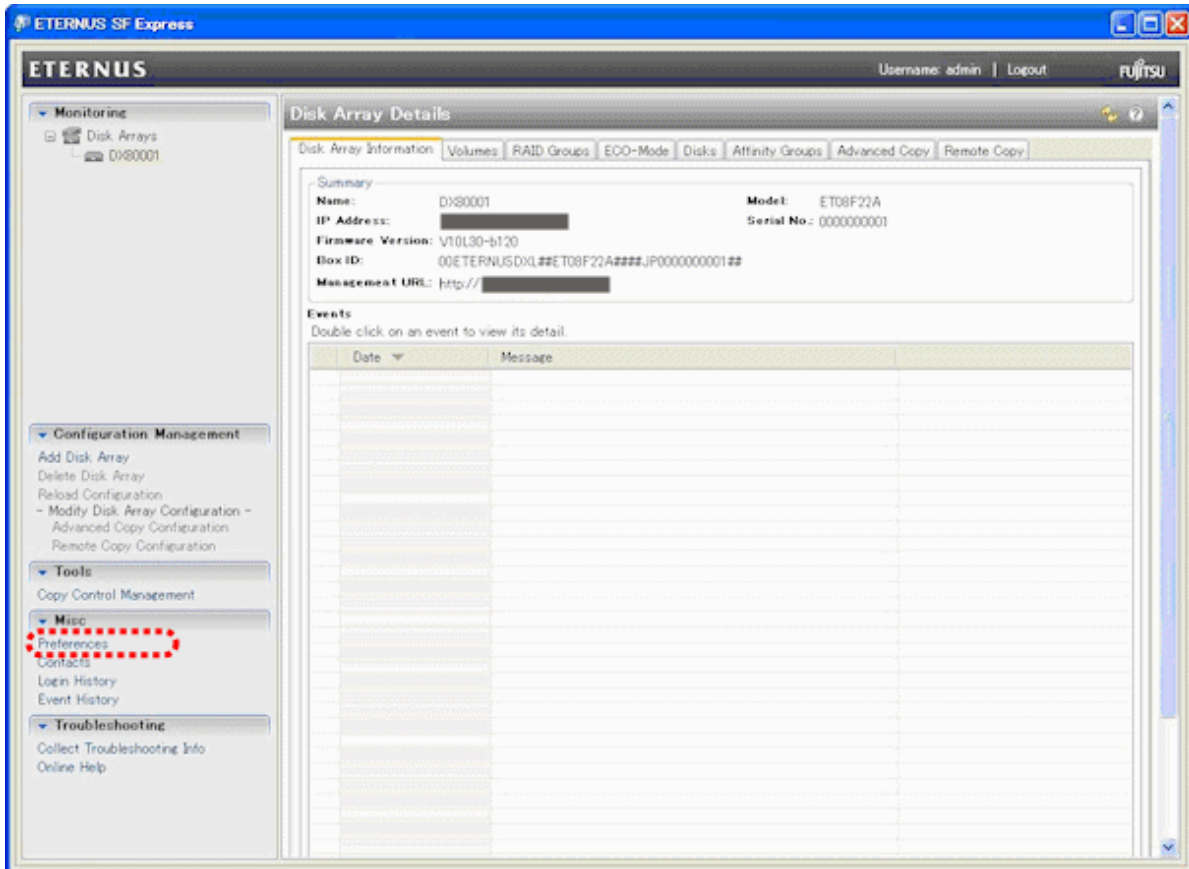 ETERNUS SF Express
ETERNUS
Username: admin | Logout
FUJITSU
Monitoring
Disk Arrays
DX80001
Disk Array Details
Disk Array Information Volumes RAID Groups ECO-Mode Disks Affinity Groups Advanced Copy Remote Copy
Summary
Name: DX80001 Model: ET08F22A
IP Address: Serial No.: 0000000001
Firmware Version: V10L30-b120
Box ID: 00ETERNUSDXL##ET08F22A####JP0000000001##
Management URL: http://
Events
Double click on an event to view its detail.
Date Message
Configuration Management
Add Disk Array
Delete Disk Array
Reload Configuration
- Modify Disk Array Configuration -
Advanced Copy Configuration
Remote Copy Configuration
Tools
Copy Control Management
Misc
Preferences
Contacts
Login History
Event History
Troubleshooting
Collect Troubleshooting Info
Online Help